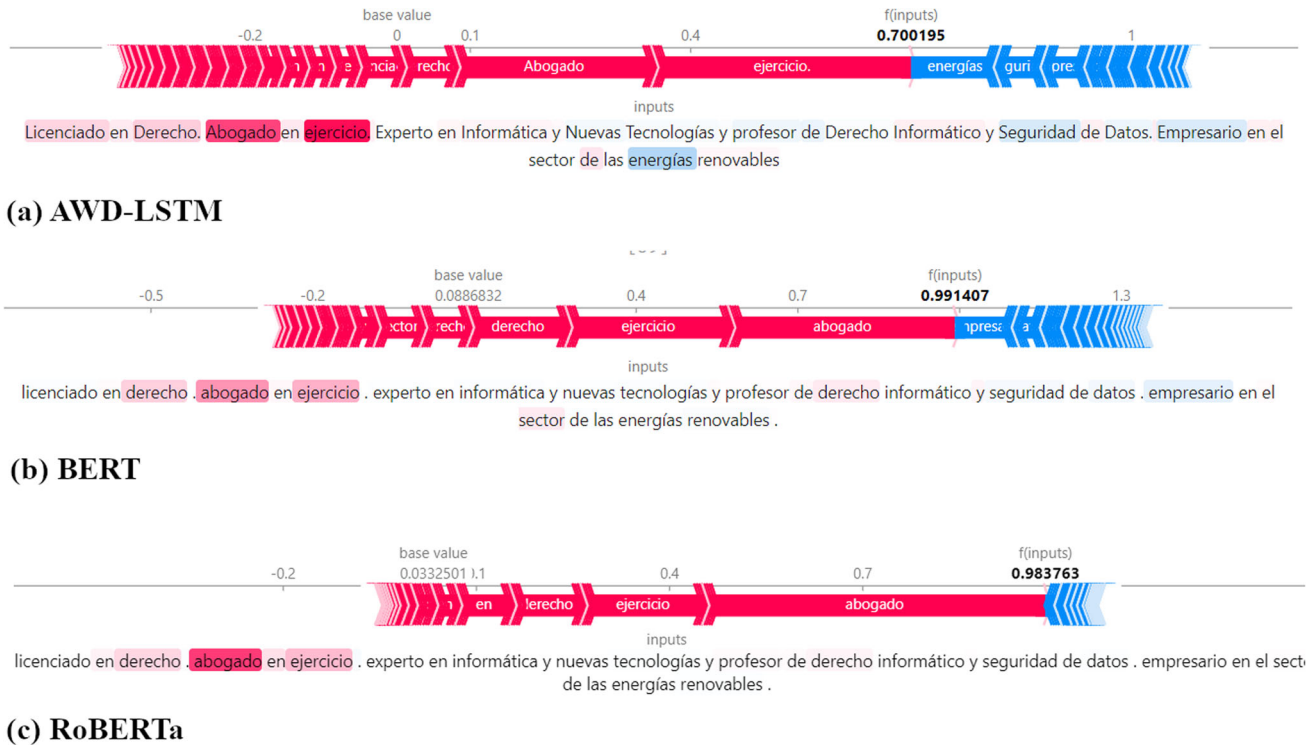 base value f(inputs)
-0.2 0 0.1 0.4 0.700195 1
Abogado ejercicio. energías
inputs
Licenciado en Derecho. Abogado en ejercicio. Experto en Informática y Nuevas Tecnologías y profesor de Derecho Informático y Seguridad de Datos. Empresario en el
sector de las energías renovables
(a) AWD-LSTM
base value f(inputs)
-0.5 -0.2 0.0886832 0.4 0.7 0.991407 1.3
derecho ejercicio abogado
inputs
licenciado en derecho . abogado en ejercicio . experto en informática y nuevas tecnologías y profesor de derecho informático y seguridad de datos . empresario en el
sector de las energías renovables .
(b) BERT
base value f(inputs)
-0.2 0.0332501 0.1 0.4 0.7 0.983763
en ejercicio abogado
inputs
licenciado en derecho . abogado en ejercicio . experto en informática y nuevas tecnologías y profesor de derecho informático y seguridad de datos . empresario en el
de las energías renovables .
(c) RoBERTa